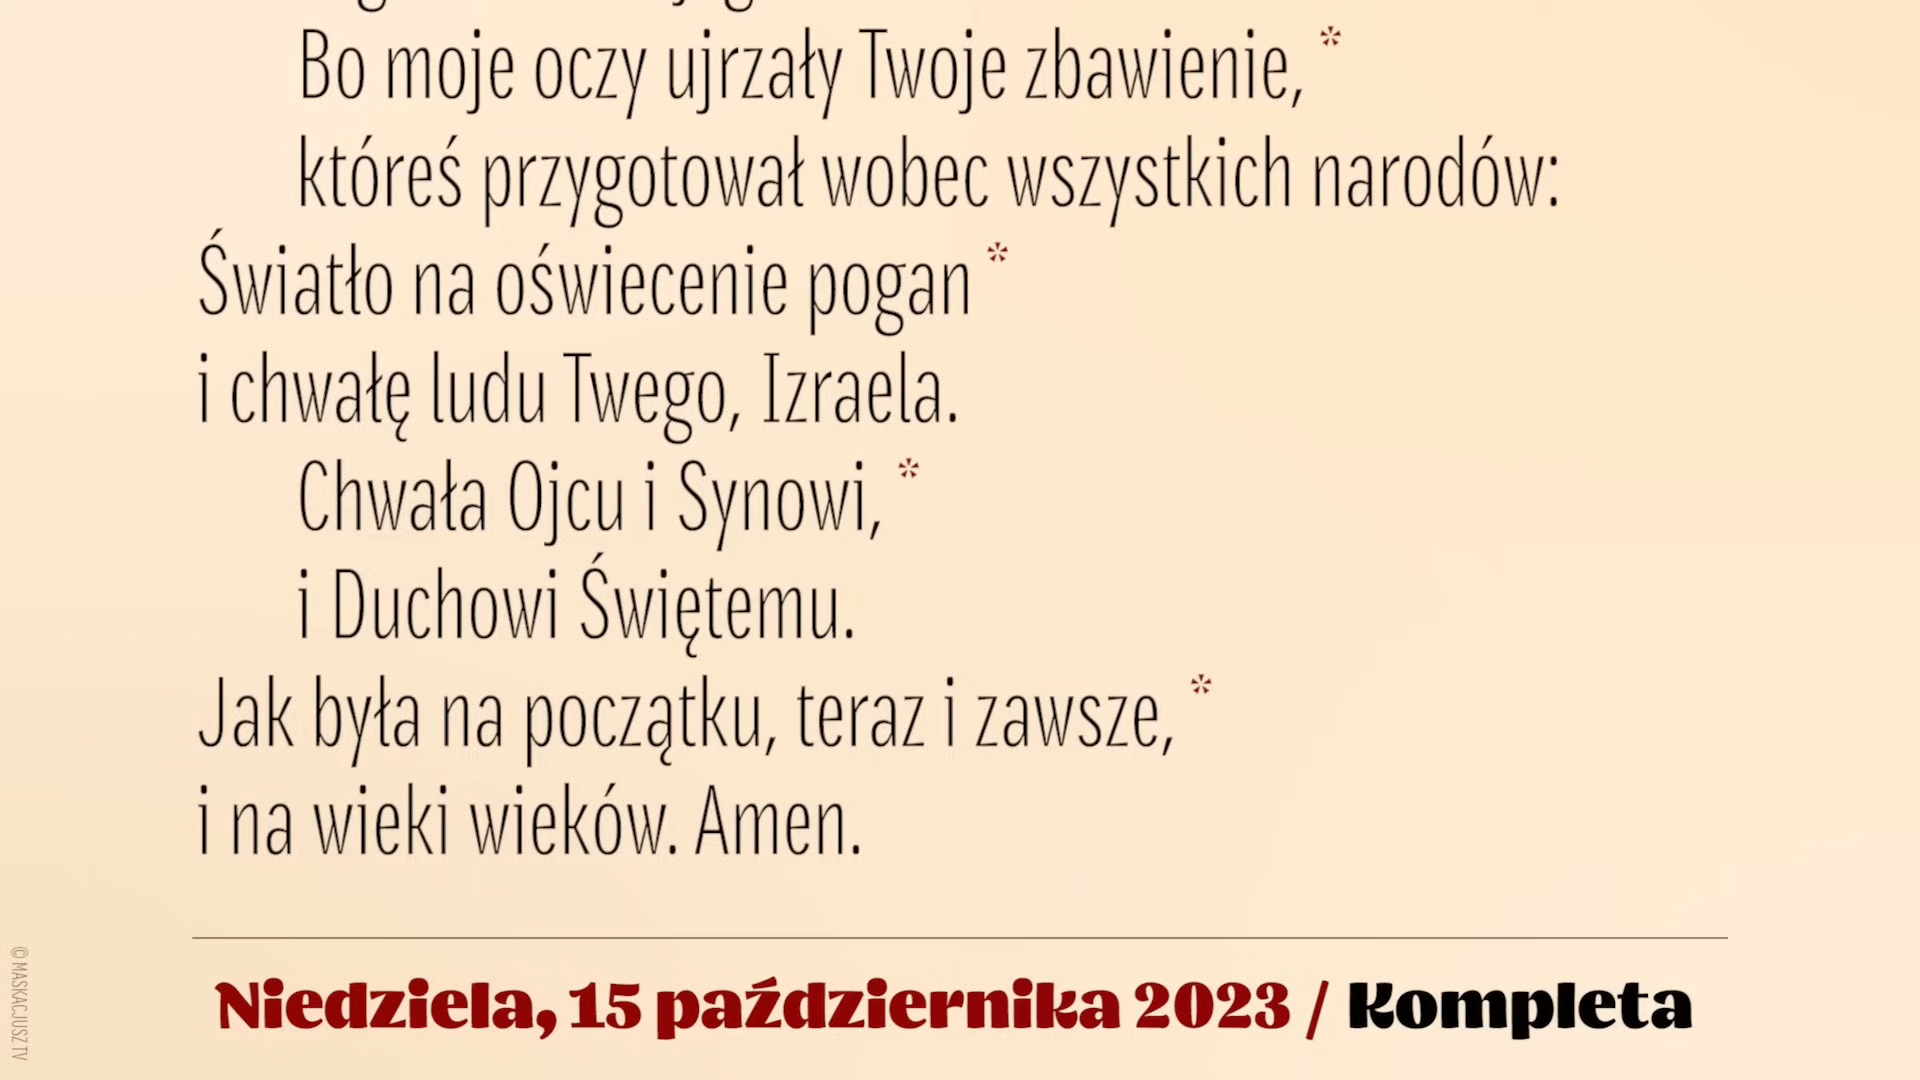 Bo moje oczy ujrzały Twoje zbawienie, *
któreś przygotował wobec wszystkich narodów:
Światło na oświecenie pogan *
i chwałę ludu Twego, Izraela.
Chwała Ojcu i Synowi, *
i Duchowi Świętemu.
Jak była na początku, teraz i zawsze, *
i na wieki wieków. Amen.
Niedziela, 15 października 2023 / Kompleta
© MASKACJUSZ TV